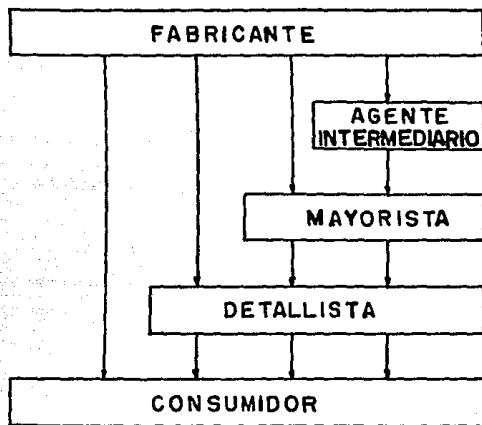 FABRICANTE
AGENTE
INTERMEDIARIO
MAYORISTA
DETALLISTA
CONSUMIDOR